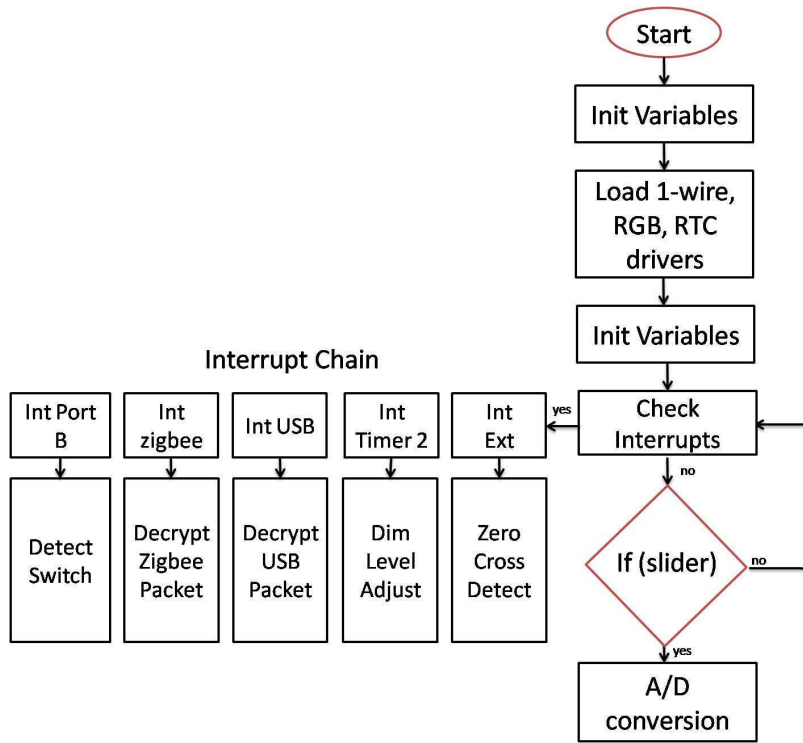 Start
Init Variables
Load 1-wire,
RGB, RTC
drivers
Init Variables
Interrupt Chain
Int Port
B
Int
zigbee
Int USB
Int
Timer 2
Int
Ext
yes
Check
Interrupts
Detect
Switch
Decrypt
Zigbee
Packet
Decrypt
USB
Packet
Dim
Level
Adjust
Zero
Cross
Detect
no
If (slider)
no
yes
A/D
conversion